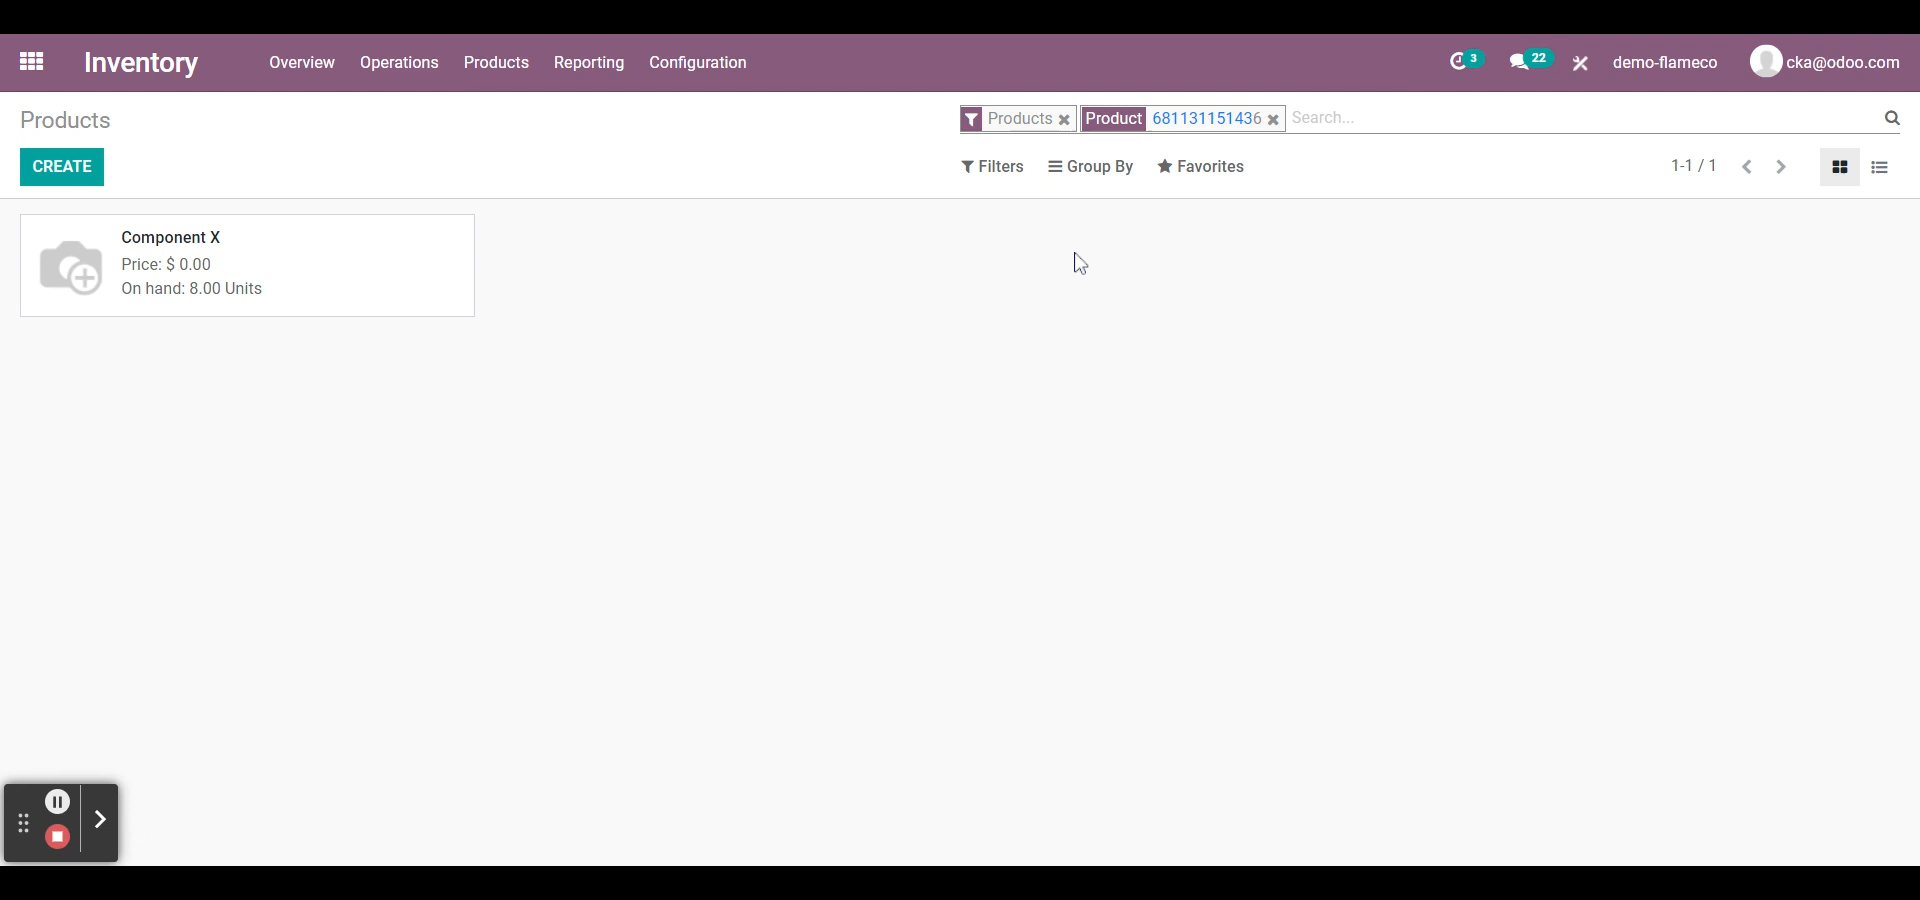 Inventory Overview Operations Products Reporting Configuration 3 22 demo-flameco cka@odoo.com
Products
Products Product 681131151436 Search...
CREATE
Filters Group By Favorites 1-1 / 1
Component X
Price: $ 0.00
On hand: 8.00 Units